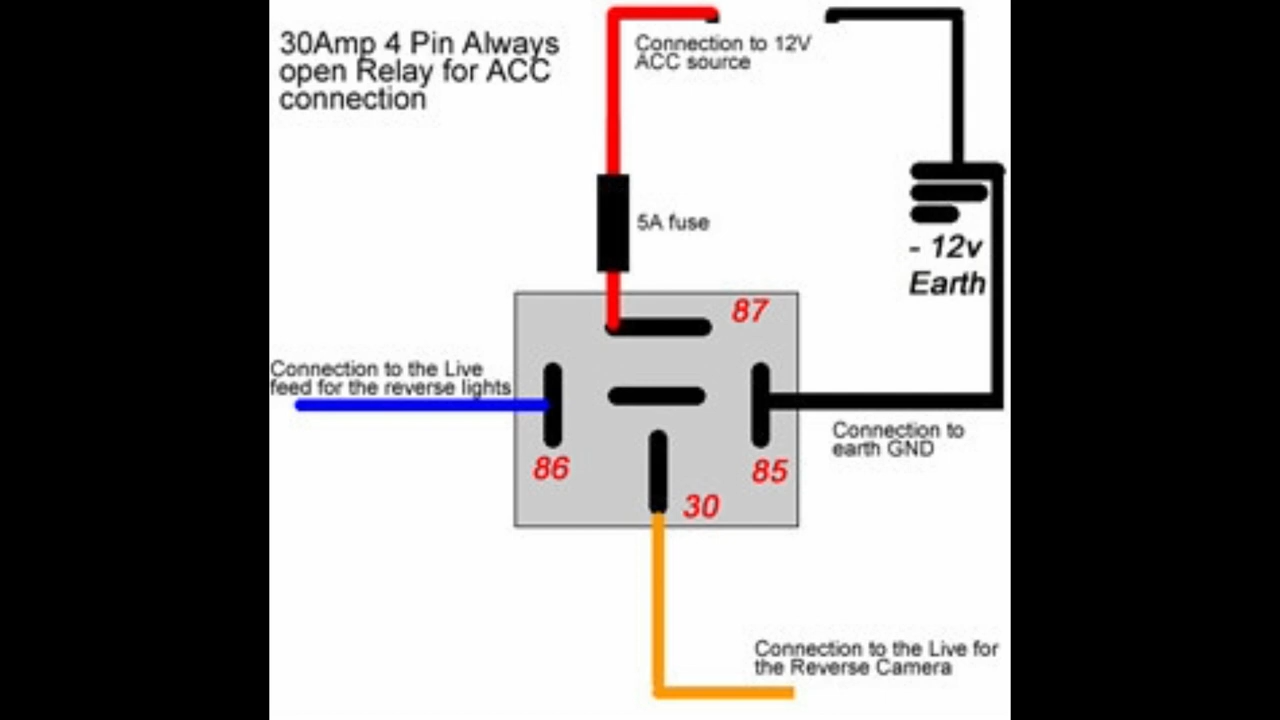 30Amp 4 Pin Always
open Relay for ACC
connection
Connection to 12V
ACC source
5A fuse
- 12v
Earth
87
Connection to the Live
feed for the reverse lights
86
85
Connection to
earth GND
30
Connection to the Live for
the Reverse Camera